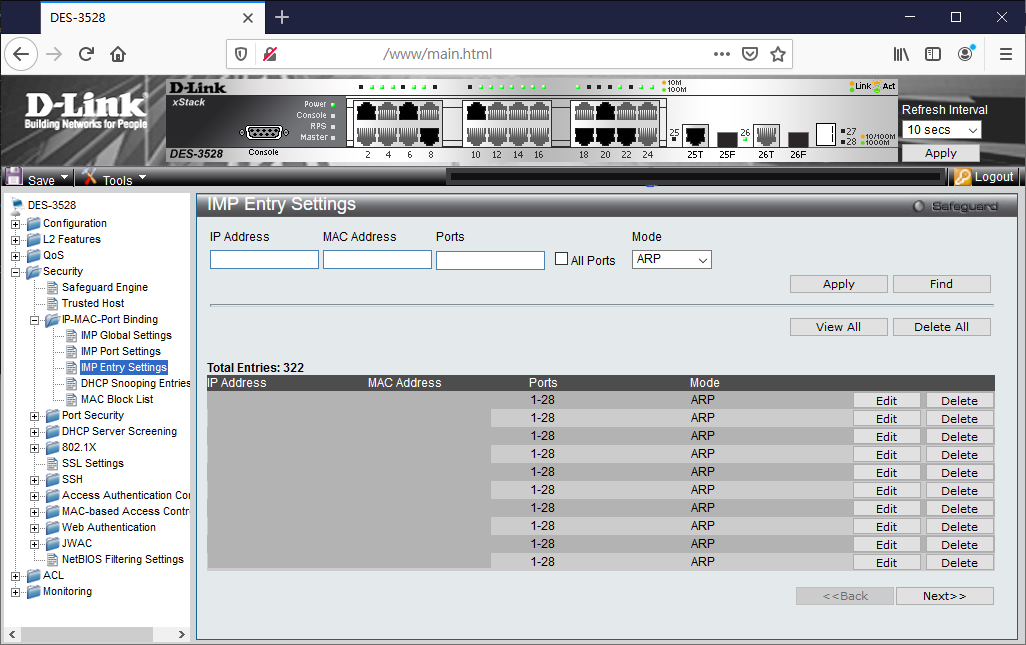 DES-3528
/www/main.html
D-Link
Building Networks for People
D-Link
xStack
Power
Console
RPS
Master
DES-3528
Console
2 4 6 8 10 12 14 16 18 20 22 24
25 26
25T 25F 26T 26F
10M
100M
Link Act
27
28
10/100M
1000M
Refresh Interval
10 secs
Apply
Save
Tools
Logout
DES-3528
Configuration
L2 Features
QoS
Security
Safeguard Engine
Trusted Host
IP-MAC-Port Binding
IMP Global Settings
IMP Port Settings
IMP Entry Settings
DHCP Snooping Entries
MAC Block List
Port Security
DHCP Server Screening
802.1X
SSL Settings
SSH
Access Authentication Co
MAC-based Access Contr
Web Authentication
JWAC
NetBIOS Filtering Settings
ACL
Monitoring
IMP Entry Settings
Safeguard
IP Address MAC Address Ports Mode
All Ports ARP
Apply Find
View All Delete All
Total Entries: 322
IP Address MAC Address Ports Mode
1-28 ARP Edit Delete
1-28 ARP Edit Delete
1-28 ARP Edit Delete
1-28 ARP Edit Delete
1-28 ARP Edit Delete
1-28 ARP Edit Delete
1-28 ARP Edit Delete
1-28 ARP Edit Delete
1-28 ARP Edit Delete
1-28 ARP Edit Delete
<<Back Next>>